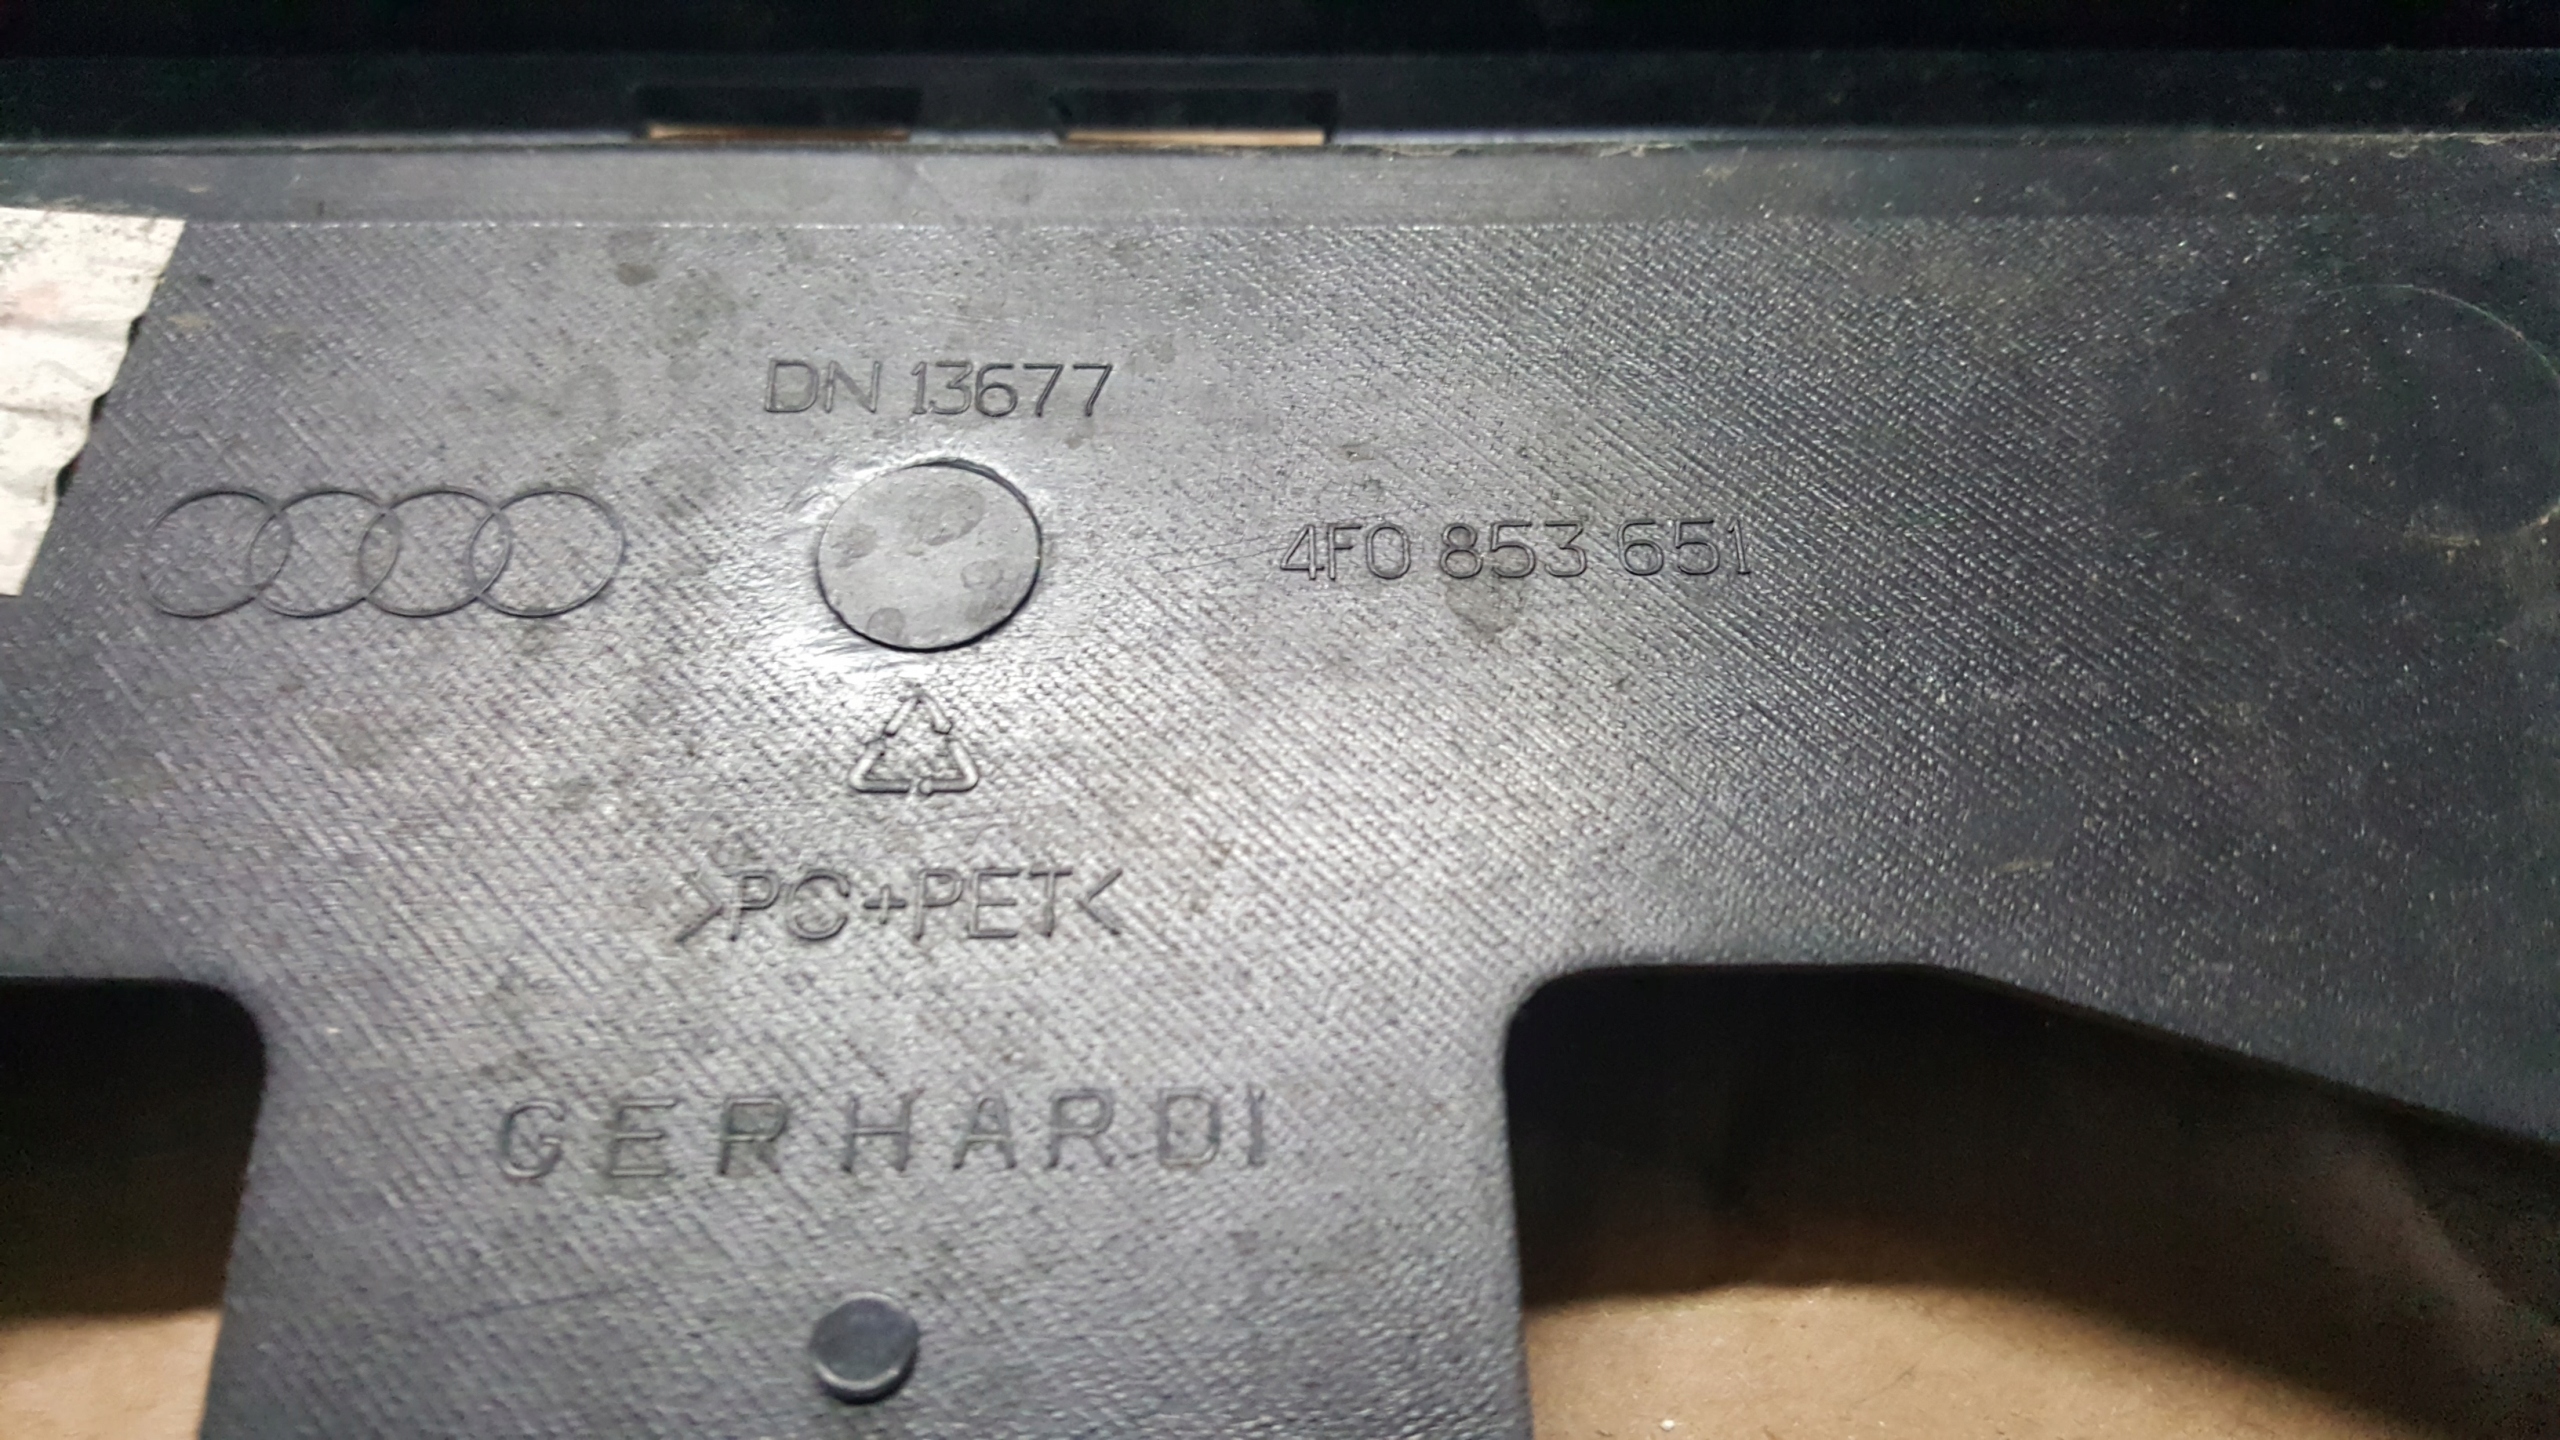 DN 13677
4F0 853 651
>PC+PET<
GERHARDI